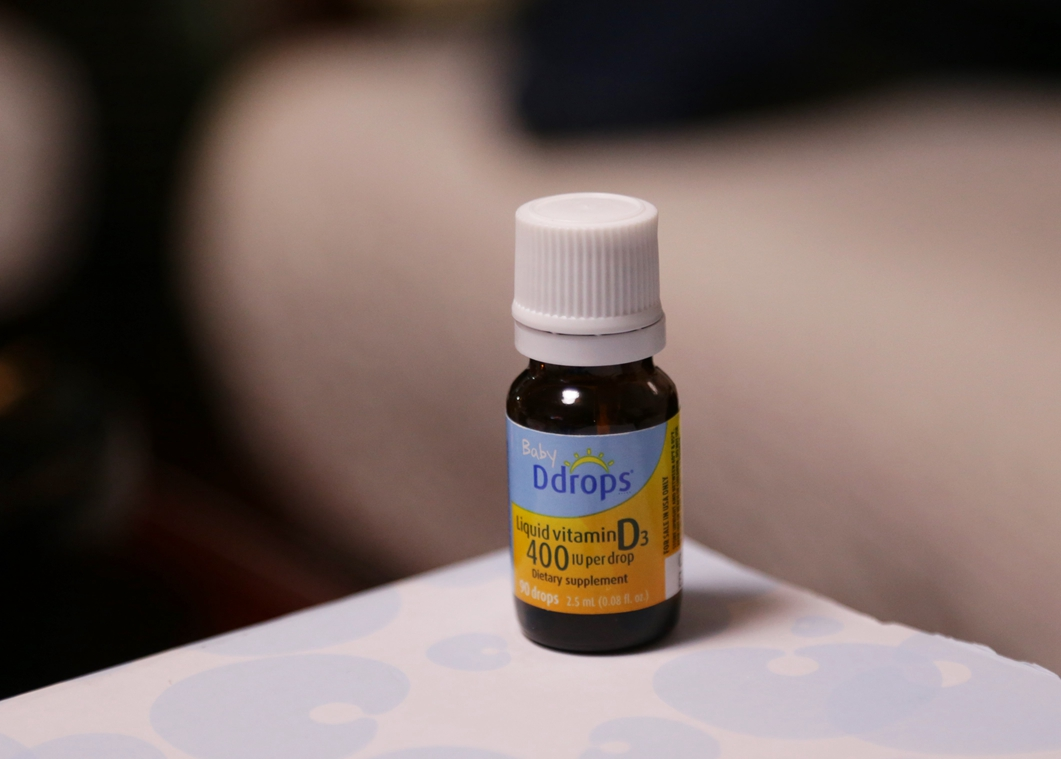 Baby
Ddrops
Liquid vitamin D3
400 IU per drop
Dietary supplement
90 drops 2.5 mL (0.08 fl. oz.)
FOR SALE IN USA ONLY